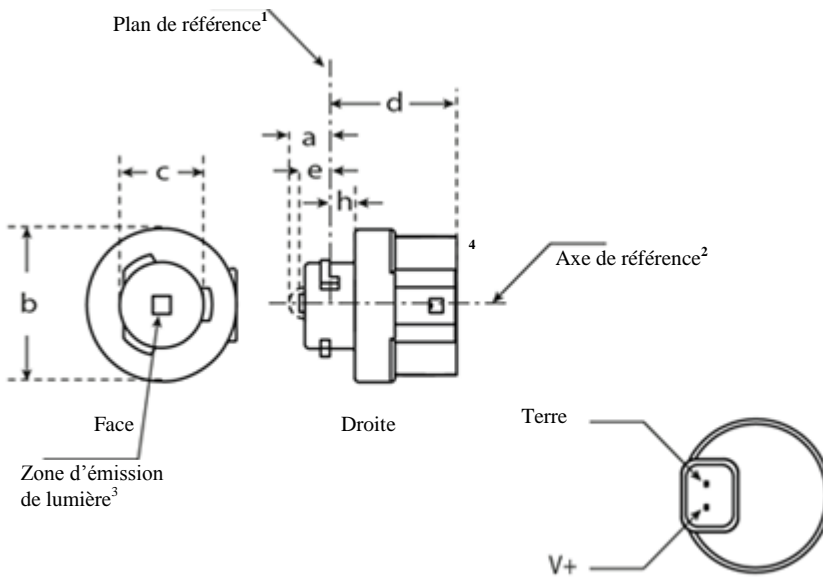 Plan de référence¹
d
a
c
e
h
4
Axe de référence²
b
Face
Droite
Terre
Zone d'émission
de lumière³
V+